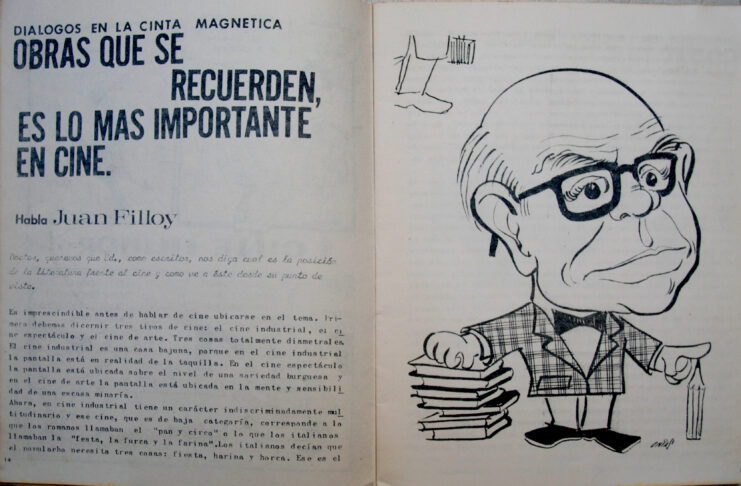 DIALOGOS EN LA CINTA MAGNETICA
OBRAS QUE SE
RECUERDEN,
ES LO MAS IMPORTANTE
EN CINE.
Habla Juan Filloy
Doctor, queremos que Ud., como escritor, nos diga cual es la posición
de la literatura frente al cine y como ve a éste desde su punto de
vista.
Es imprescindible antes de hablar de cine ubicarse en el tema. Pri-
mero debemos dicernir tres tipos de cine: el cine industrial, el ci
ne espectáculo y el cine de arte. Tres cosas totalmente diametrales.
El cine industrial es una cosa bajuna, porque en el cine industrial
la pantalla está en realidad de la taquilla. En el cine espectáculo
la pantalla está ubicada sobre el nivel de una variedad burguesa y
en el cine de arte la pantalla está ubicada en la mente y sensibili
dad de una escasa minoría.
Ahora, en cine industrial tiene un carácter indiscriminadamente mul
titudinario y ese cine, que es de baja categoría, corresponde a lo
que los romanos llamaban el "pan y circo" o lo que los italianos
llamaban la "festa, la furca y la farina".Los italianos decían que
el populacho necesita tres cosas: fiesta, harina y horca. Ese es el
14